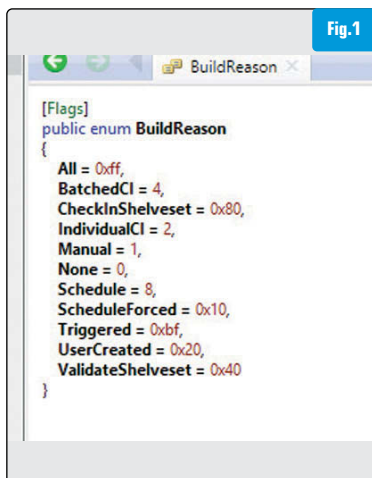 Fig.1
BuildReason
[Flags]
public enum BuildReason
{
All = 0xff,
BatchedCI = 4,
CheckInShelveset = 0x80,
IndividualCI = 2,
Manual = 1,
None = 0,
Schedule = 8,
ScheduleForced = 0x10,
Triggered = 0xbf,
UserCreated = 0x20,
ValidateShelveset = 0x40
}